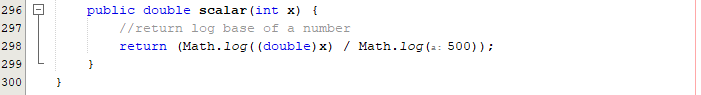 296 public double scalar(int x) {
297 //return log base of a number
298 return (Math.log((double)x) / Math.log(a: 500));
299 }
300 }